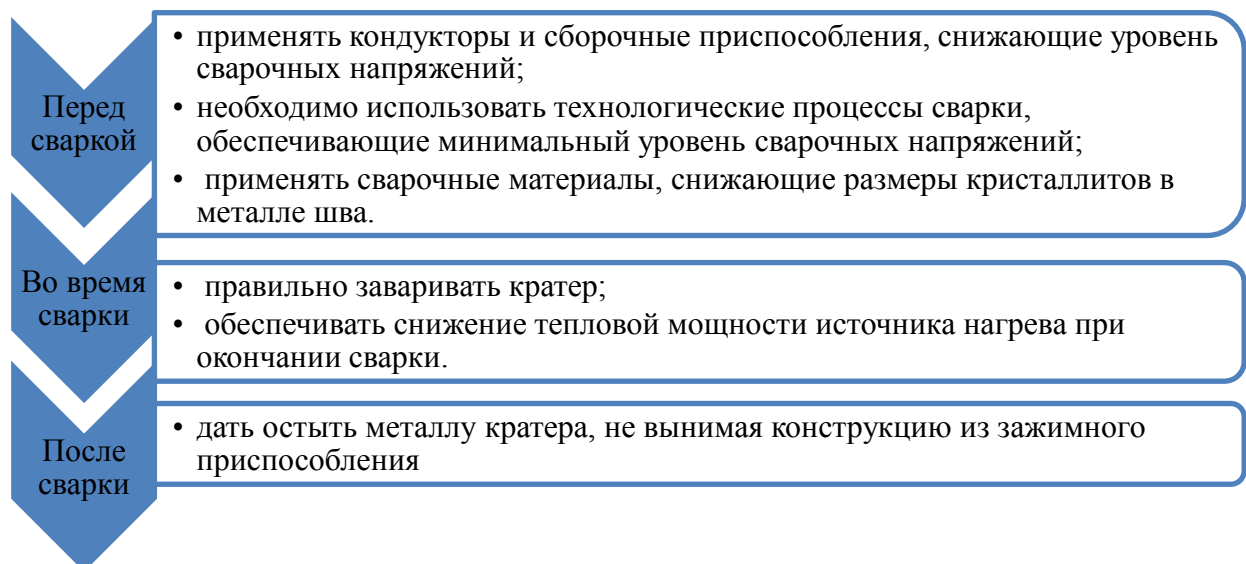 Перед
сваркой
• применять кондукторы и сборочные приспособления, снижающие уровень
сварочных напряжений;
• необходимо использовать технологические процессы сварки,
обеспечивающие минимальный уровень сварочных напряжений;
• применять сварочные материалы, снижающие размеры кристаллитов в
металле шва.
Во время
сварки
• правильно заваривать кратер;
• обеспечивать снижение тепловой мощности источника нагрева при
окончании сварки.
После
сварки
• дать остыть металлу кратера, не вынимая конструкцию из зажимного
приспособления